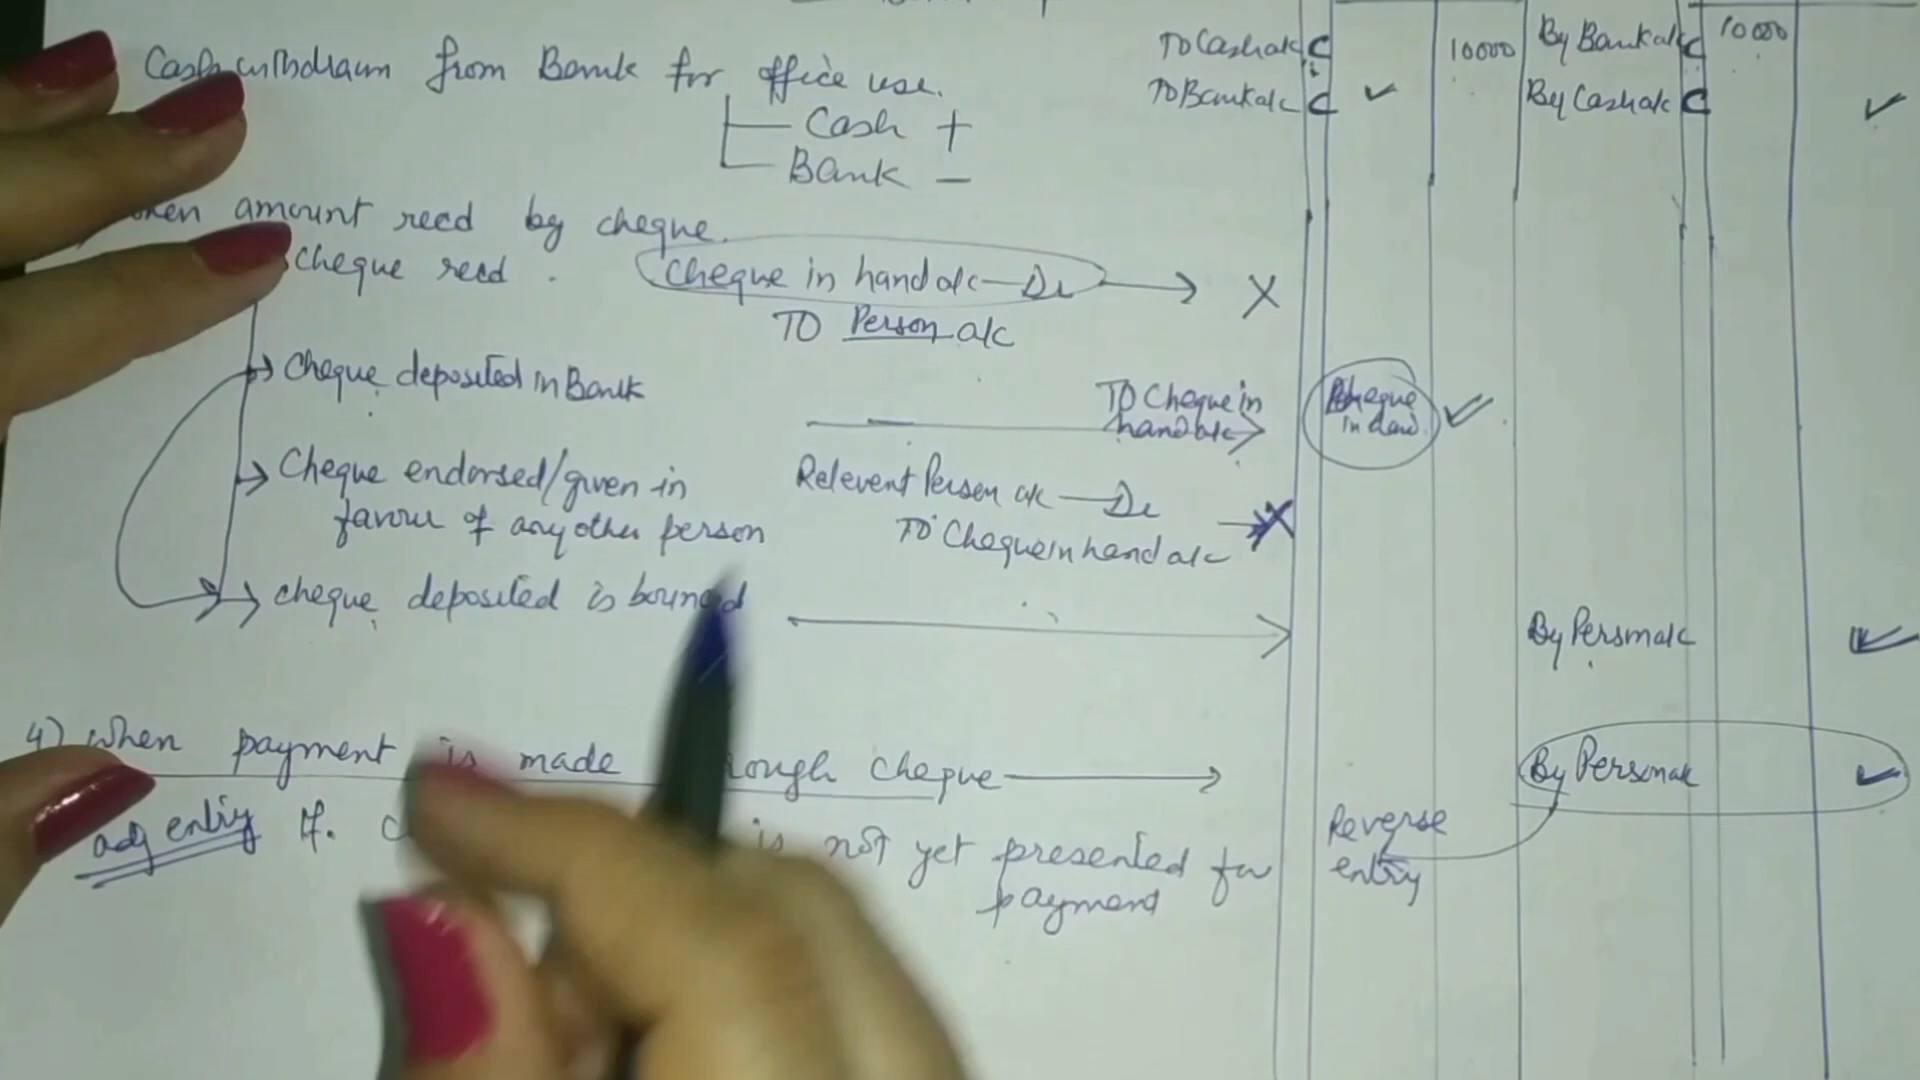 Cash withdrawn from Bank for office use.
Cash +
Bank –
To Cash a/c C 10000 By Bank a/c C 10000
To Bank a/c C ✓ By Cash a/c C ✓
when amount recd by cheque.
cheque recd. cheque in hand a/c — Dr → X
TO Person a/c
→ Cheque deposited in Bank → TO Cheque in hand a/c ✓
→ Cheque endorsed/given in favour of any other person
Relevent Person a/c — Dr
TO Cheque in hand a/c → X
→ cheque deposited is bounced → By Person a/c ✓
4) when payment is made through cheque → By Person a/c ✓
adj entry If. is not yet presented for payment
Reverse entry